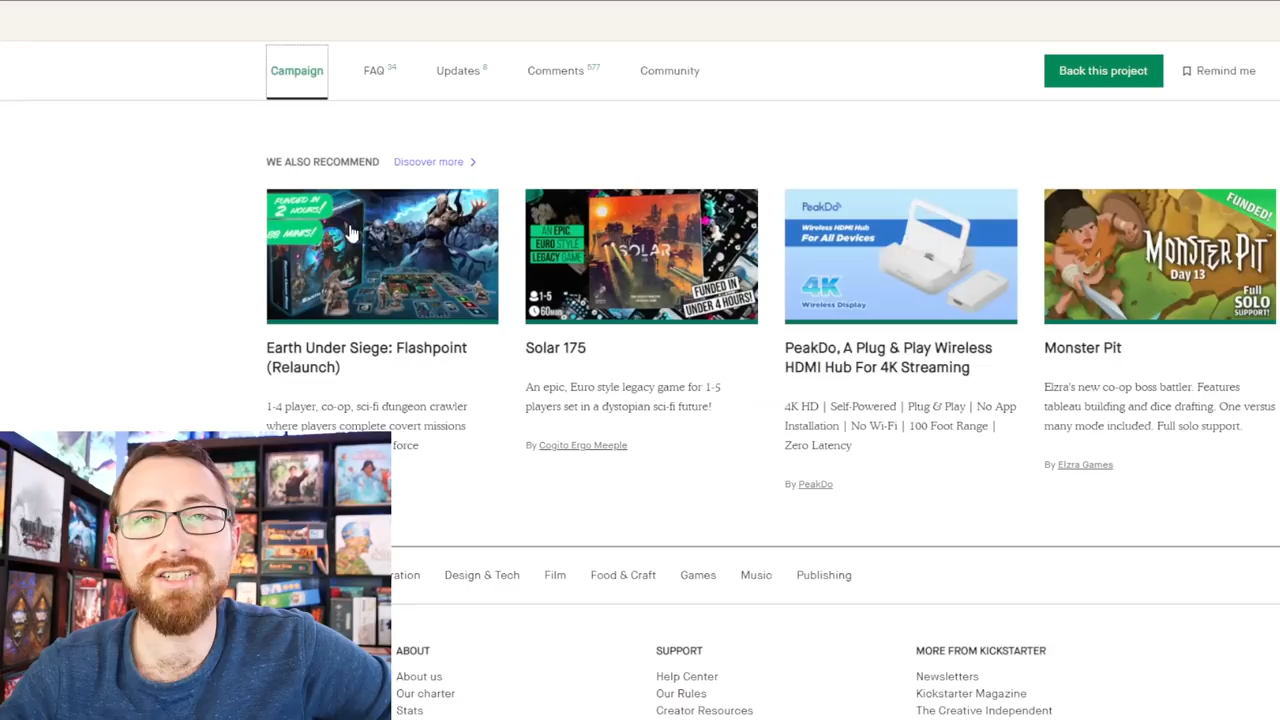 Campaign
FAQ 34
Updates 8
Comments 577
Community
Back this project
Remind me
WE ALSO RECOMMEND
Discover more
FUNDED IN
2 HOURS!
MINIS!
AN EPIC
EURO STYLE
LEGACY GAME
SOLAR
1-5
60min
FUNDED IN
UNDER 4 HOURS!
PeakDo
Wireless HDMI Hub
For All Devices
4K
Wireless Display
FUNDED!
MONSTER PIT
Day 13
Full
SOLO
SUPPORT!
Earth Under Siege: Flashpoint
(Relaunch)
1-4 player, co-op, sci-fi dungeon crawler
where players complete covert missions
force
Solar 175
An epic, Euro style legacy game for 1-5
players set in a dystopian sci-fi future!
By Cogito Ergo Meeple
PeakDo, A Plug & Play Wireless
HDMI Hub For 4K Streaming
4K HD | Self-Powered | Plug & Play | No App
Installation | No Wi-Fi | 100 Foot Range |
Zero Latency
By PeakDo
Monster Pit
Elzra's new co-op boss battler. Features
tableau building and dice drafting. One versus
many mode included. Full solo support.
By Elzra Games
ration
Design & Tech
Film
Food & Craft
Games
Music
Publishing
ABOUT
About us
Our charter
Stats
SUPPORT
Help Center
Our Rules
Creator Resources
MORE FROM KICKSTARTER
Newsletters
Kickstarter Magazine
The Creative Independent